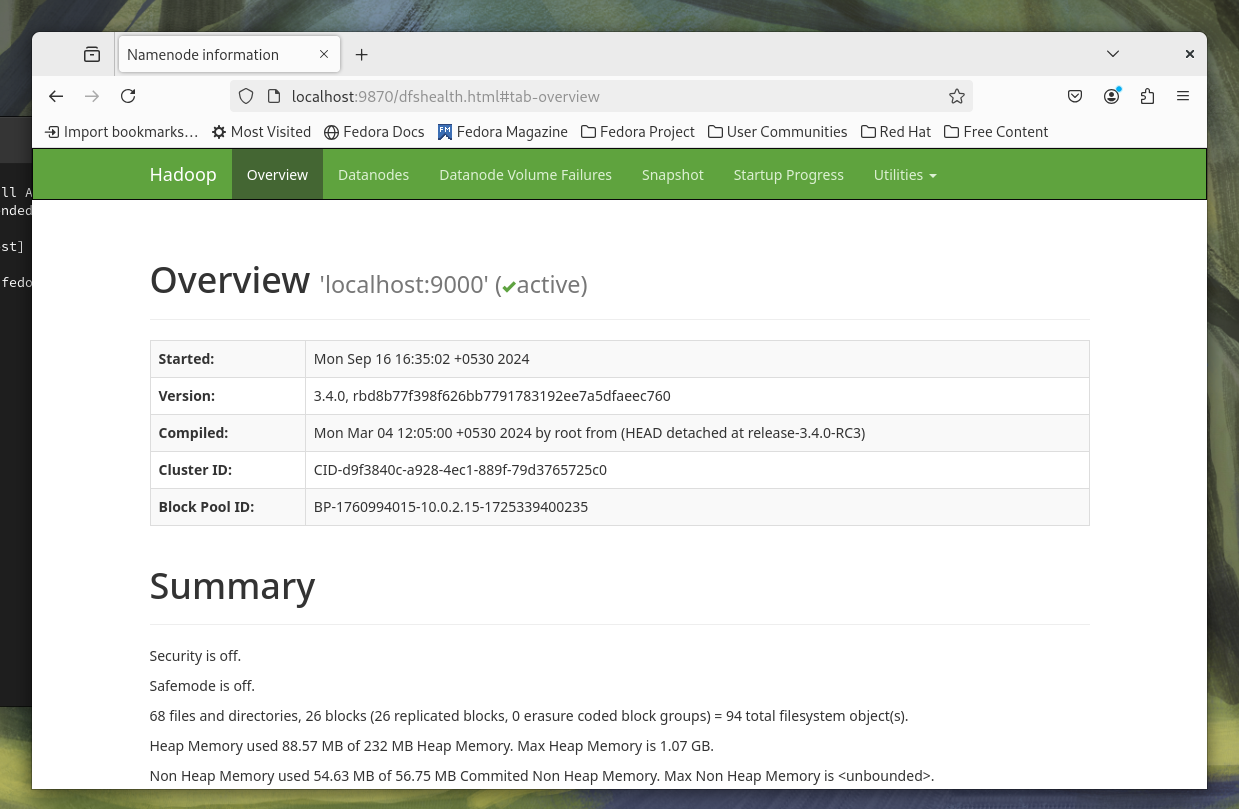 Namenode information
localhost:9870/dfshealth.html#tab-overview
Import bookmarks... Most Visited Fedora Docs Fedora Magazine Fedora Project User Communities Red Hat Free Content
Hadoop Overview Datanodes Datanode Volume Failures Snapshot Startup Progress Utilities
ll A
nded
st]
fedo
Overview 'localhost:9000' (✔active)
Started: Mon Sep 16 16:35:02 +0530 2024
Version: 3.4.0, rbd8b77f398f626bb7791783192ee7a5dfaeec760
Compiled: Mon Mar 04 12:05:00 +0530 2024 by root from (HEAD detached at release-3.4.0-RC3)
Cluster ID: CID-d9f3840c-a928-4ec1-889f-79d3765725c0
Block Pool ID: BP-1760994015-10.0.2.15-1725339400235
Summary
Security is off.
Safemode is off.
68 files and directories, 26 blocks (26 replicated blocks, 0 erasure coded block groups) = 94 total filesystem object(s).
Heap Memory used 88.57 MB of 232 MB Heap Memory. Max Heap Memory is 1.07 GB.
Non Heap Memory used 54.63 MB of 56.75 MB Commited Non Heap Memory. Max Non Heap Memory is <unbounded>.